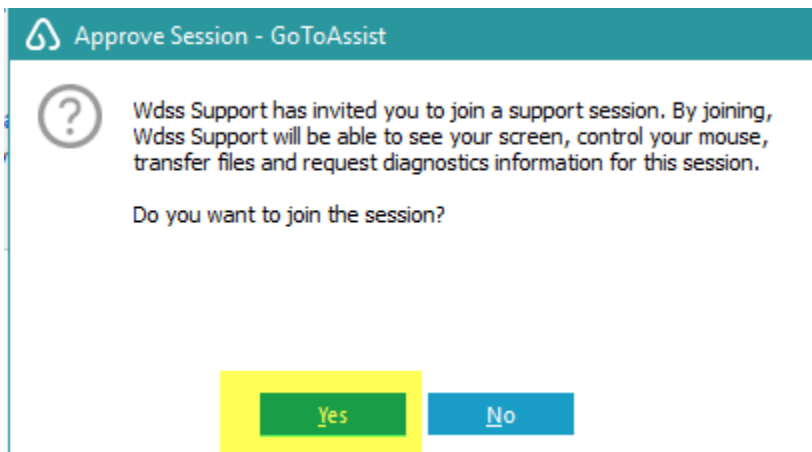 Approve Session - GoToAssist
Wdss Support has invited you to join a support session. By joining,
Wdss Support will be able to see your screen, control your mouse,
transfer files and request diagnostics information for this session.
Do you want to join the session?
Yes No